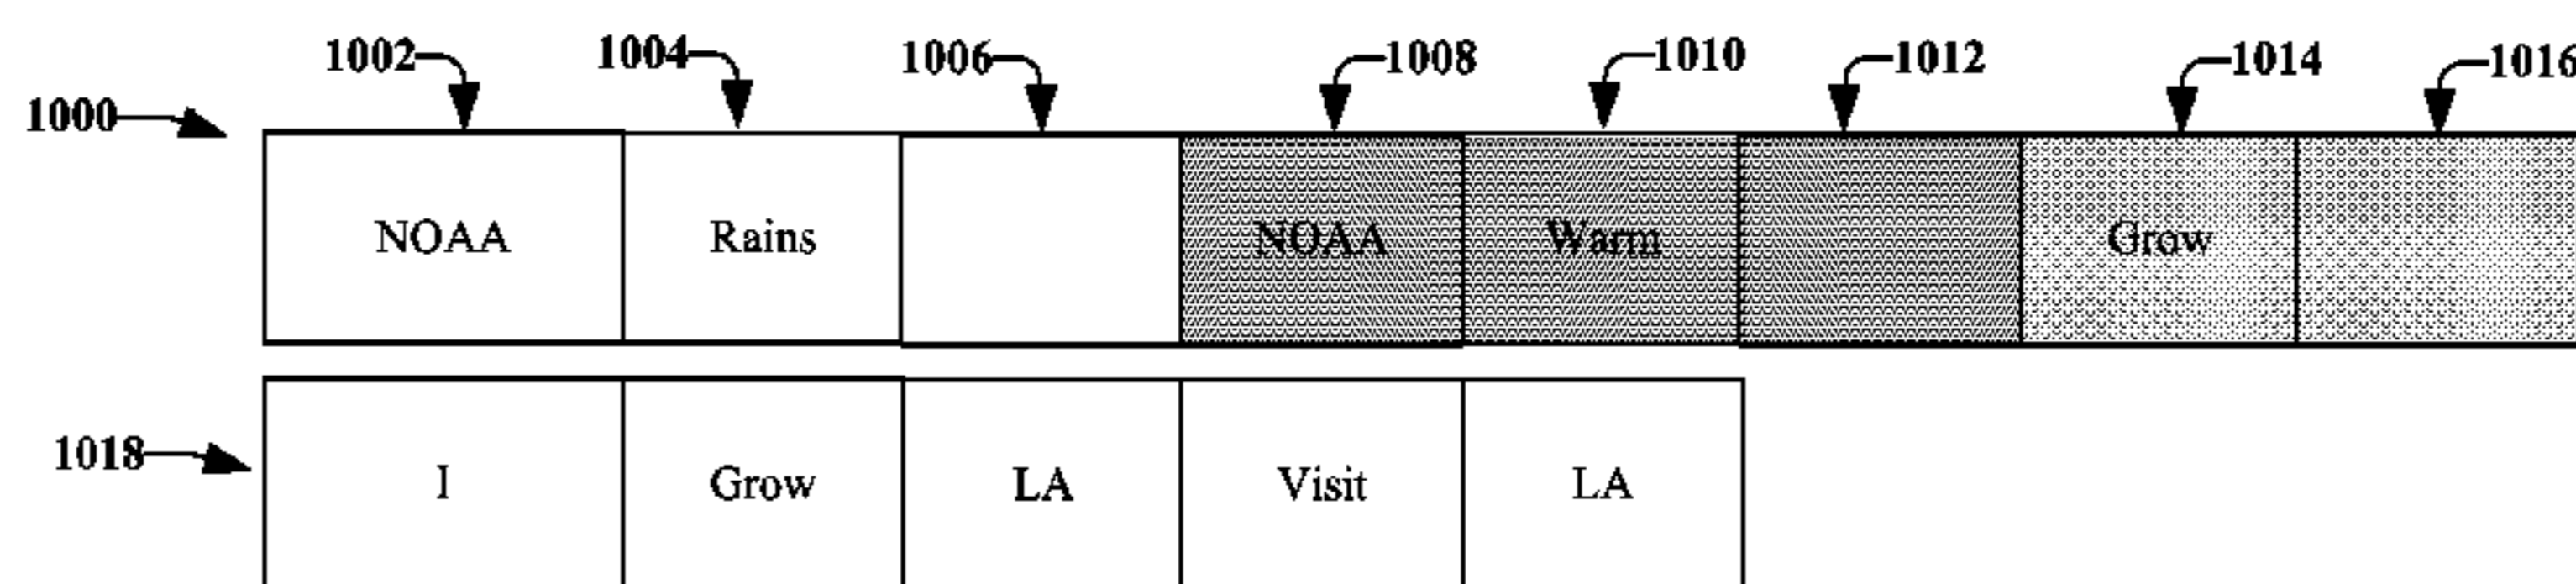 1002 1004 1006 1008 1010 1012 1014 1016
1000
NOAA Rains NOAA Warm Grow
1018
I Grow LA Visit LA